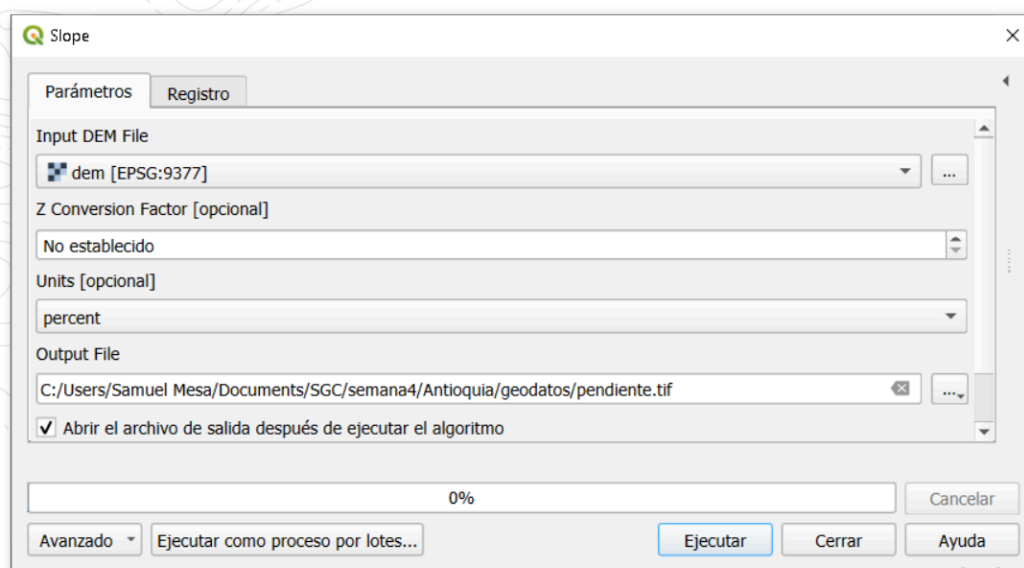 Slope
Parámetros Registro
Input DEM File
dem [EPSG:9377]
...
Z Conversion Factor [opcional]
No establecido
Units [opcional]
percent
Output File
C:/Users/Samuel Mesa/Documents/SGC/semana4/Antioquia/geodatos/pendiente.tif
...
Abrir el archivo de salida después de ejecutar el algoritmo
0% Cancelar
Avanzado Ejecutar como proceso por lotes... Ejecutar Cerrar Ayuda